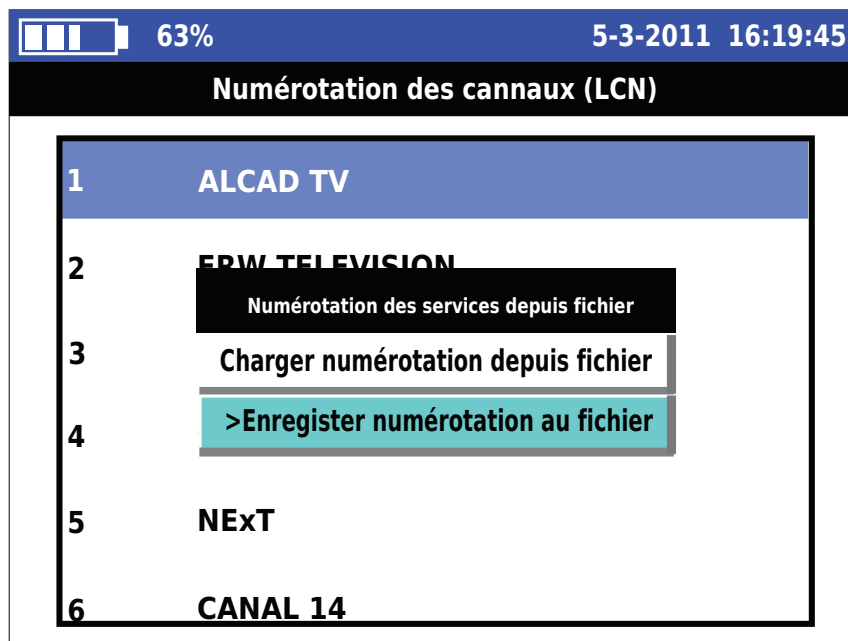 63%
5-3-2011 16:19:45
Numérotation des cannaux (LCN)
1 ALCAD TV
2 ERW TELEVISION
Numérotation des services depuis fichier
3
Charger numérotation depuis fichier
>Enregister numérotation au fichier
4
5 NExT
6 CANAL 14